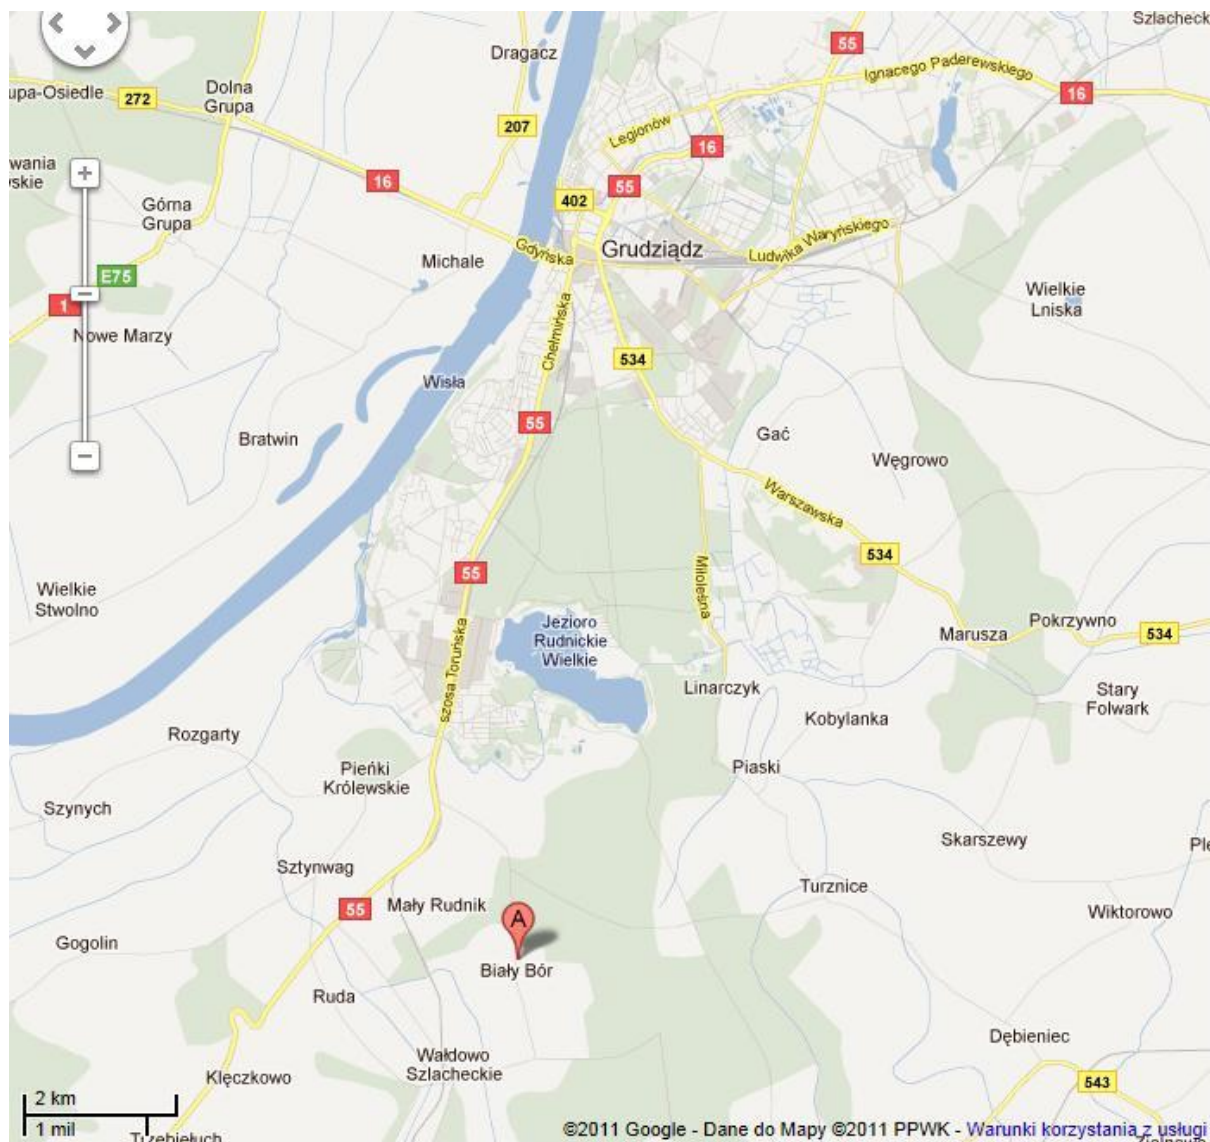 Szlacheck
Dragacz
55
Ignacego Paderewskiego
upa-Osiedle
272
Dolna
Grupa
16
207
Legionów
16
wania
skie
16
55
402
Górna
Grupa
Gdyńska
Grudziądz
Ludwika Waryńskiego
Michale
E75
1
Nowe Marzy
Wielkie
Lniska
Chełmińska
534
Wisła
55
Bratwin
Gać
Węgrowo
Warszawska
534
55
Miłoleśna
Wielkie
Stwolno
Jezioro
Rudnickie
Wielkie
Marusza
Pokrzywno
534
szosa Toruńska
Linarczyk
Stary
Folwark
Kobylanka
Rozgarty
Pieńki
Królewskie
Piaski
Szynych
Skarszewy
Ple
Sztynwag
Turznice
55
Mały Rudnik
A
Wiktorowo
Gogolin
Biały Bór
Ruda
Dębieniec
Wałdowo
Szlacheckie
Klęczkowo
543
2 km
1 mil
Trzebiełuch
©2011 Google - Dane do Mapy ©2011 PPWK - Warunki korzystania z usługi